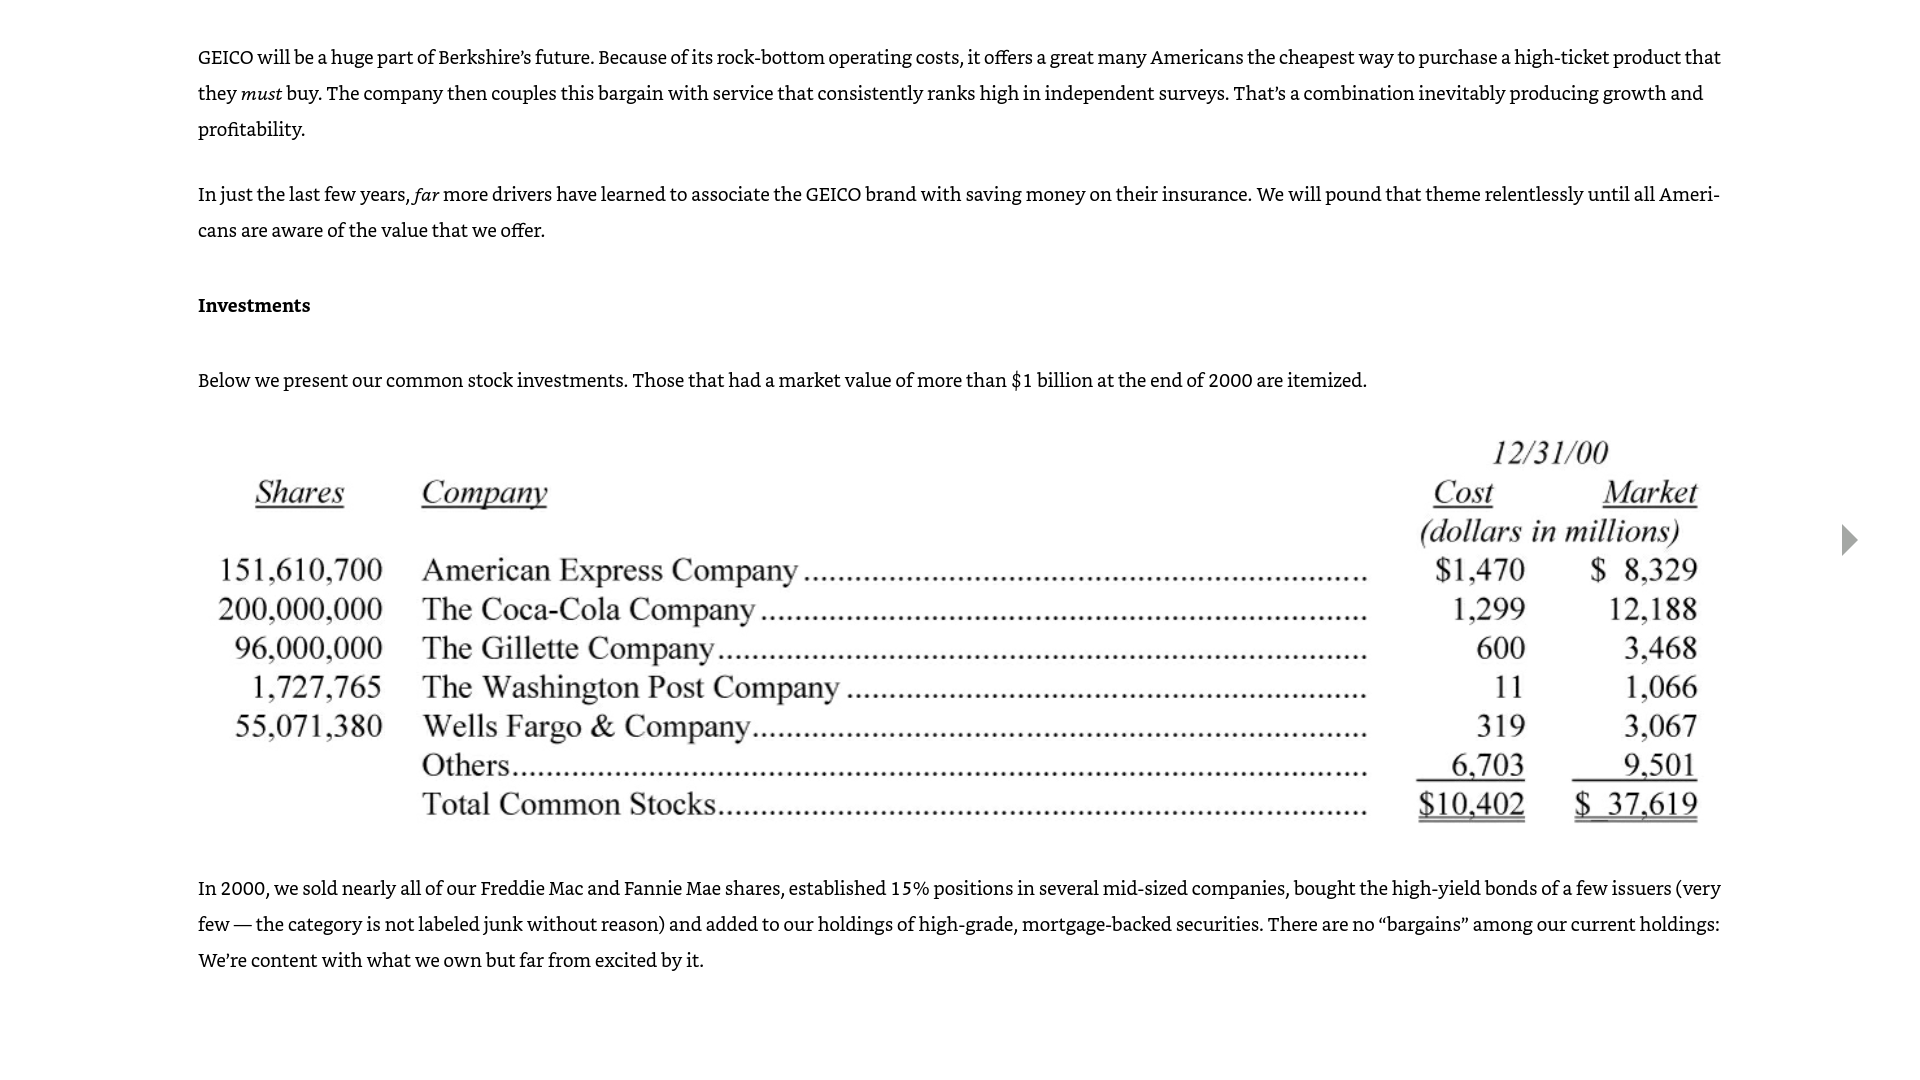 GEICO will be a huge part of Berkshire’s future. Because of its rock-bottom operating costs, it offers a great many Americans the cheapest way to purchase a high-ticket product that
they must buy. The company then couples this bargain with service that consistently ranks high in independent surveys. That’s a combination inevitably producing growth and
profitability.
In just the last few years, far more drivers have learned to associate the GEICO brand with saving money on their insurance. We will pound that theme relentlessly until all Ameri-
cans are aware of the value that we offer.
Investments
Below we present our common stock investments. Those that had a market value of more than $1 billion at the end of 2000 are itemized.
12/31/00
Shares Company Cost Market
(dollars in millions)
151,610,700 American Express Company........ $1,470 $ 8,329
200,000,000 The Coca-Cola Company........ 1,299 12,188
96,000,000 The Gillette Company........ 600 3,468
1,727,765 The Washington Post Company........ 11 1,066
55,071,380 Wells Fargo & Company........ 319 3,067
Others........ 6,703 9,501
Total Common Stocks........ $10,402 $ 37,619
In 2000, we sold nearly all of our Freddie Mac and Fannie Mae shares, established 15% positions in several mid-sized companies, bought the high-yield bonds of a few issuers (very
few — the category is not labeled junk without reason) and added to our holdings of high-grade, mortgage-backed securities. There are no “bargains” among our current holdings:
We’re content with what we own but far from excited by it.